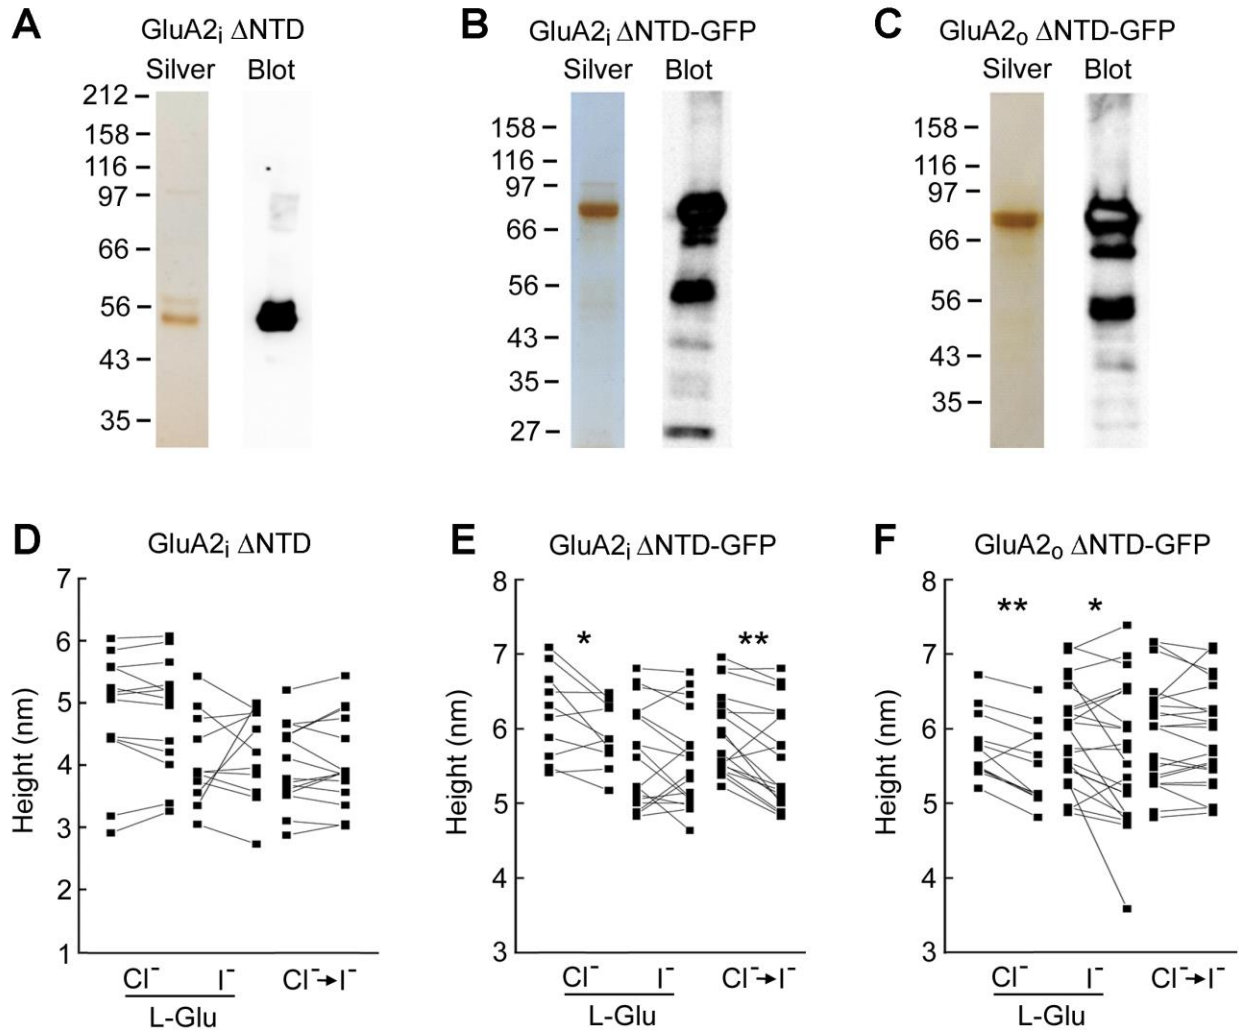 A
GluA2i ΔNTD
Silver Blot
212
158
116
97
66
56
43
35
B
GluA2i ΔNTD-GFP
Silver Blot
158
116
97
66
56
43
35
27
C
GluA2o ΔNTD-GFP
Silver Blot
158
116
97
66
56
43
35
D
GluA2i ΔNTD
Height (nm)
7
6
5
4
3
2
1
Cl⁻ I⁻ Cl⁻→I⁻
L-Glu
E
GluA2i ΔNTD-GFP
Height (nm)
8
* **
7
6
5
4
3
Cl⁻ I⁻ Cl⁻→I⁻
L-Glu
F
GluA2o ΔNTD-GFP
Height (nm)
8
** *
7
6
5
4
3
Cl⁻ I⁻ Cl⁻→I⁻
L-Glu